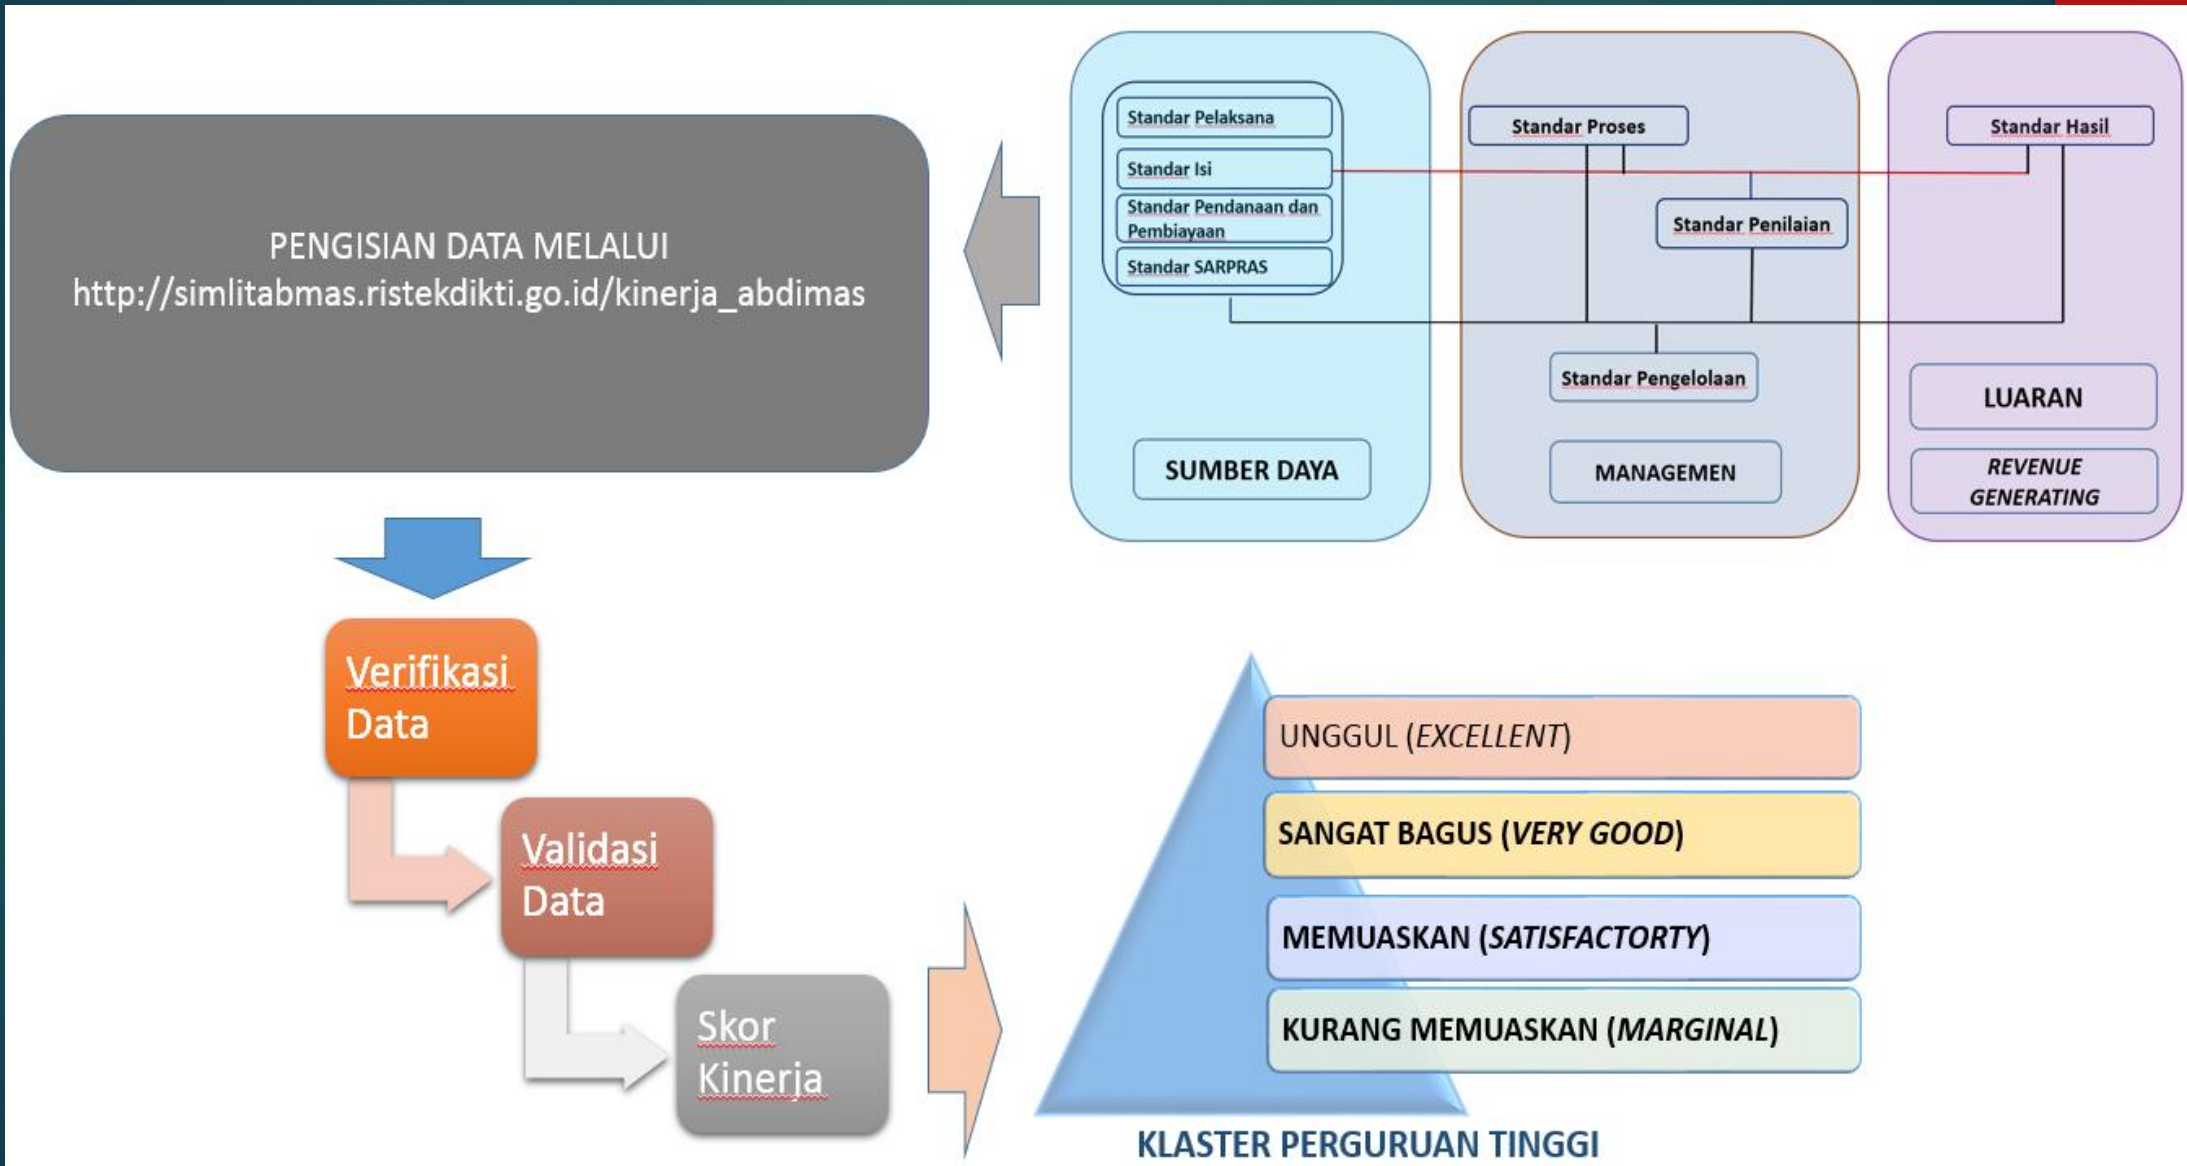 PENGISIAN DATA MELALUI
http://simlitabmas.ristekdikti.go.id/kinerja_abdimas
Standar Pelaksana
Standar Isi
Standar Pendanaan dan
Pembiayaan
Standar SARPRAS
SUMBER DAYA
Standar Proses
Standar Penilaian
Standar Pengelolaan
MANAGEMEN
Standar Hasil
LUARAN
REVENUE
GENERATING
Verifikasi
Data
Validasi
Data
Skor
Kinerja
UNGGUL (EXCELLENT)
SANGAT BAGUS (VERY GOOD)
MEMUASKAN (SATISFACTORTY)
KURANG MEMUASKAN (MARGINAL)
KLASTER PERGURUAN TINGGI